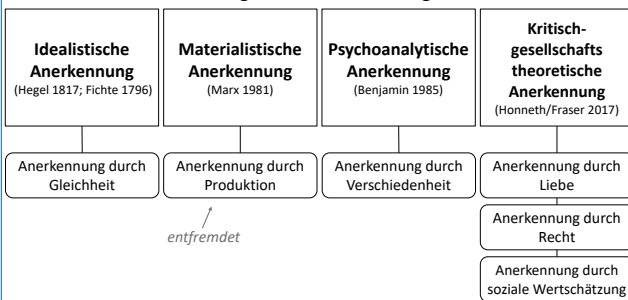 Idealistische
Anerkennung
(Hegel 1817; Fichte 1796)
Anerkennung durch
Gleichheit
Materialistische
Anerkennung
(Marx 1981)
Anerkennung durch
Produktion
entfremdet
Psychoanalytische
Anerkennung
(Benjamin 1985)
Anerkennung durch
Verschiedenheit
Kritisch-
gesellschafts
theoretische
Anerkennung
(Honneth/Fraser 2017)
Anerkennung durch
Liebe
Anerkennung durch
Recht
Anerkennung durch
soziale Wertschätzung